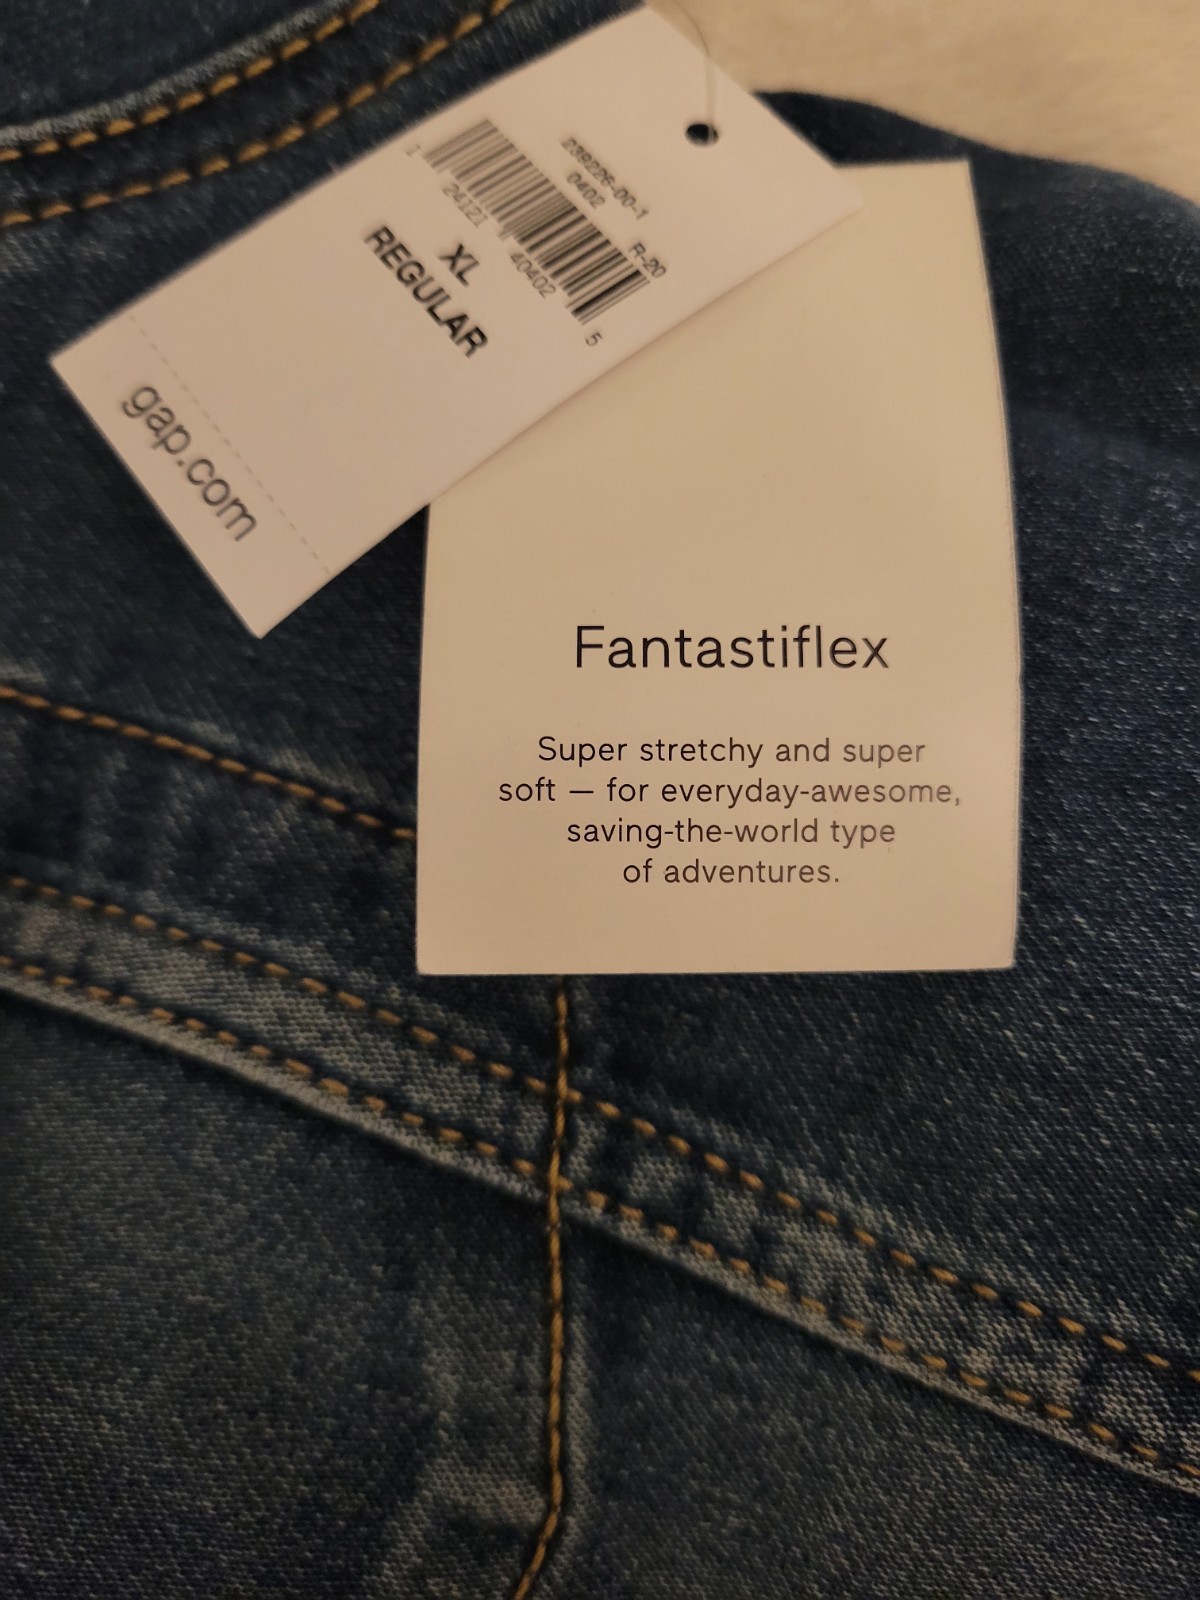 239226-00-1
0402
R-20
1 24121 40402 5
XL
REGULAR
gap.com
Fantastiflex
Super stretchy and super
soft — for everyday-awesome,
saving-the-world type
of adventures.